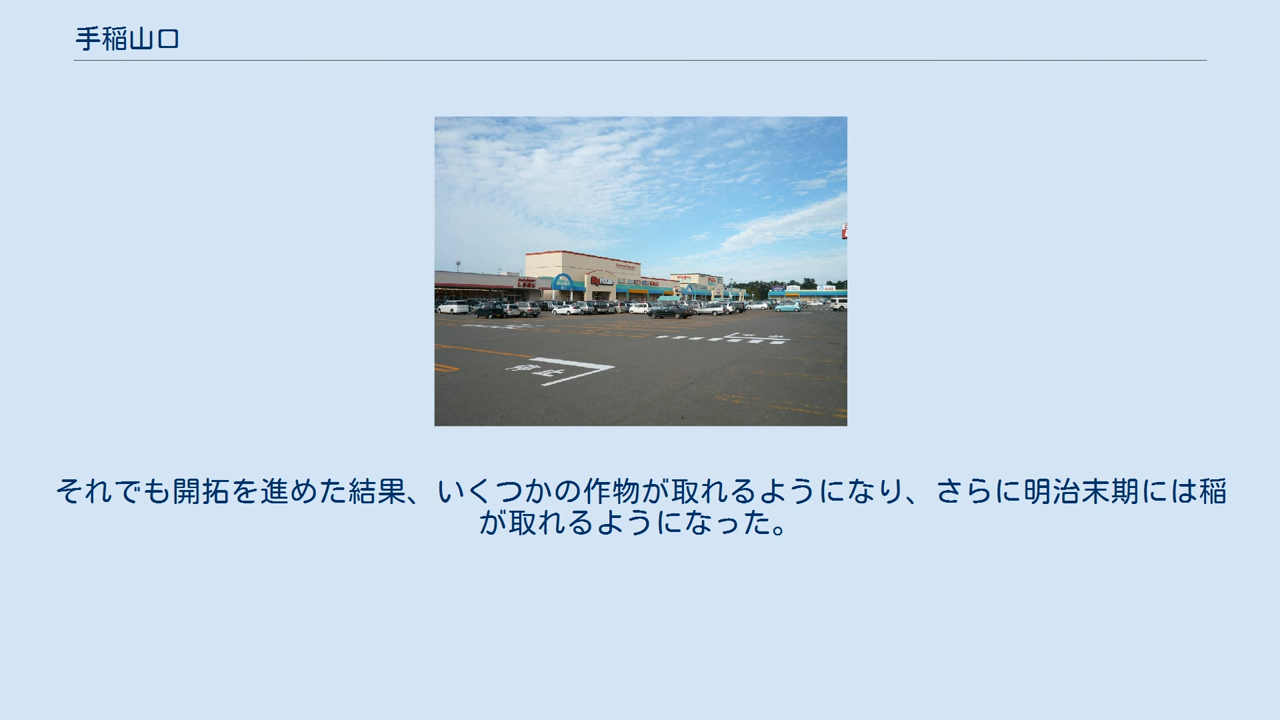 手稲山口
停止
それでも開拓を進めた結果、いくつかの作物が取れるようになり、さらに明治末期には稲
が取れるようになった。